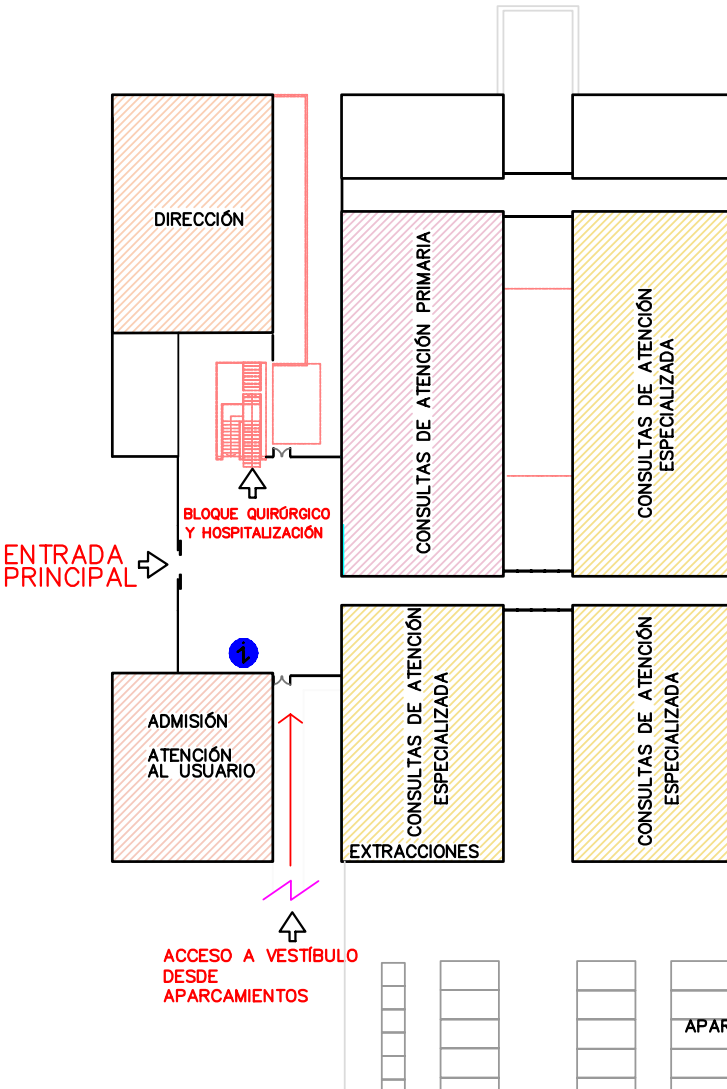 DIRECCIÓN
CONSULTAS DE ATENCIÓN PRIMARIA
CONSULTAS DE ATENCIÓN
ESPECIALIZADA
BLOQUE QUIRÚRGICO
Y HOSPITALIZACIÓN
ENTRADA
PRINCIPAL
i
ADMISIÓN
ATENCIÓN
AL USUARIO
CONSULTAS DE ATENCIÓN
ESPECIALIZADA
EXTRACCIONES
CONSULTAS DE ATENCIÓN
ESPECIALIZADA
ACCESO A VESTÍBULO
DESDE
APARCAMIENTOS
APAR